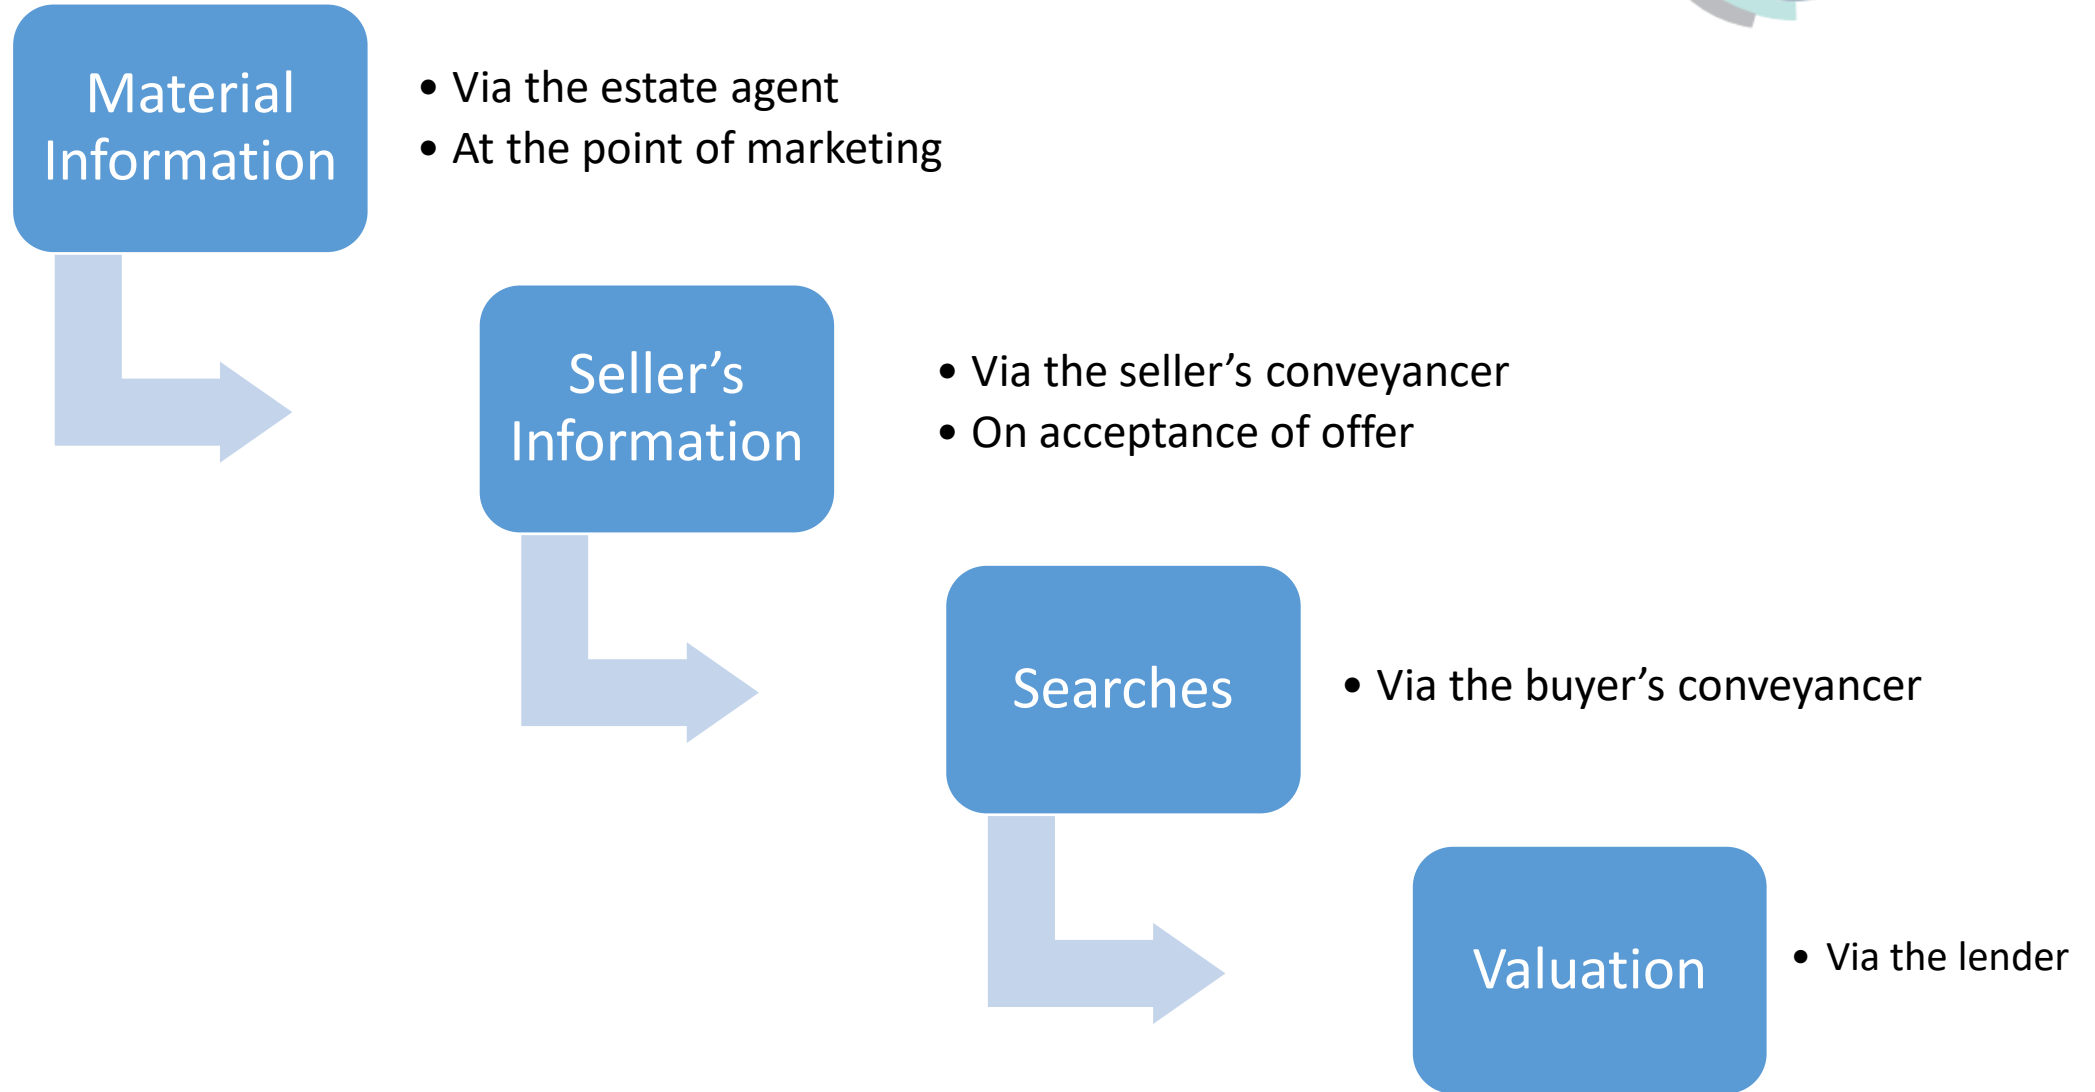 Material
Information
• Via the estate agent
• At the point of marketing
Seller’s
Information
• Via the seller’s conveyancer
• On acceptance of offer
Searches
• Via the buyer’s conveyancer
Valuation
• Via the lender